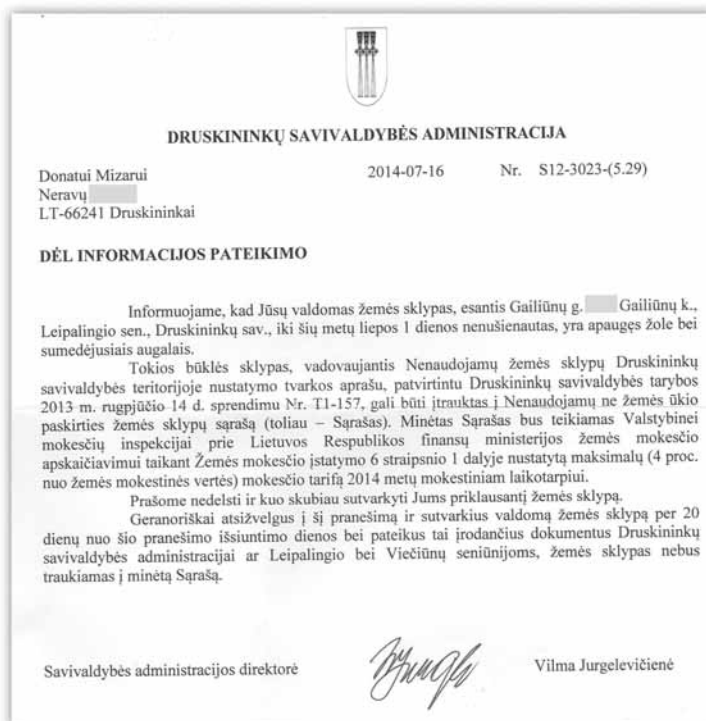 DRUSKININKŲ SAVIVALDYBĖS ADMINISTRACIJA
Donatui Mizarui 2014-07-16 Nr. S12-3023-(5.29)
Neravų
LT-66241 Druskininkai
DĖL INFORMACIJOS PATEIKIMO
Informuojame, kad Jūsų valdomas žemės sklypas, esantis Gailiūnų g. Gailiūnų k.,
Leipalingio sen., Druskininkų sav., iki šių metų liepos 1 dienos nenušienautas, yra apaugęs žole bei
sumedėjusiais augalais.
Tokios būklės sklypas, vadovaujantis Nenaudojamų žemės sklypų Druskininkų
savivaldybės teritorijoje nustatymo tvarkos aprašu, patvirtintu Druskininkų savivaldybės tarybos
2013 m. rugpjūčio 14 d. sprendimu Nr. T1-157, gali būti įtrauktas į Nenaudojamų ne žemės ūkio
paskirties žemės sklypų sąrašą (toliau – Sąrašas). Minėtas Sąrašas bus teikiamas Valstybinei
mokesčių inspekcijai prie Lietuvos Respublikos finansų ministerijos žemės mokesčio
apskaičiavimui taikant Žemės mokesčio įstatymo 6 straipsnio 1 dalyje nustatytą maksimalų (4 proc.
nuo žemės mokestinės vertės) mokesčio tarifą 2014 metų mokestiniam laikotarpiui.
Prašome nedelsti ir kuo skubiau sutvarkyti Jums priklausantį žemės sklypą.
Geranoriškai atsižvelgus į šį pranešimą ir sutvarkius valdomą žemės sklypą per 20
dienų nuo šio pranešimo išsiuntimo dienos bei pateikus tai įrodančius dokumentus Druskininkų
savivaldybės administracijai ar Leipalingio bei Viečiūnų seniūnijoms, žemės sklypas nebus
traukiamas į minėtą Sąrašą.
Savivaldybės administracijos direktorė Vilma Jurgelevičienė